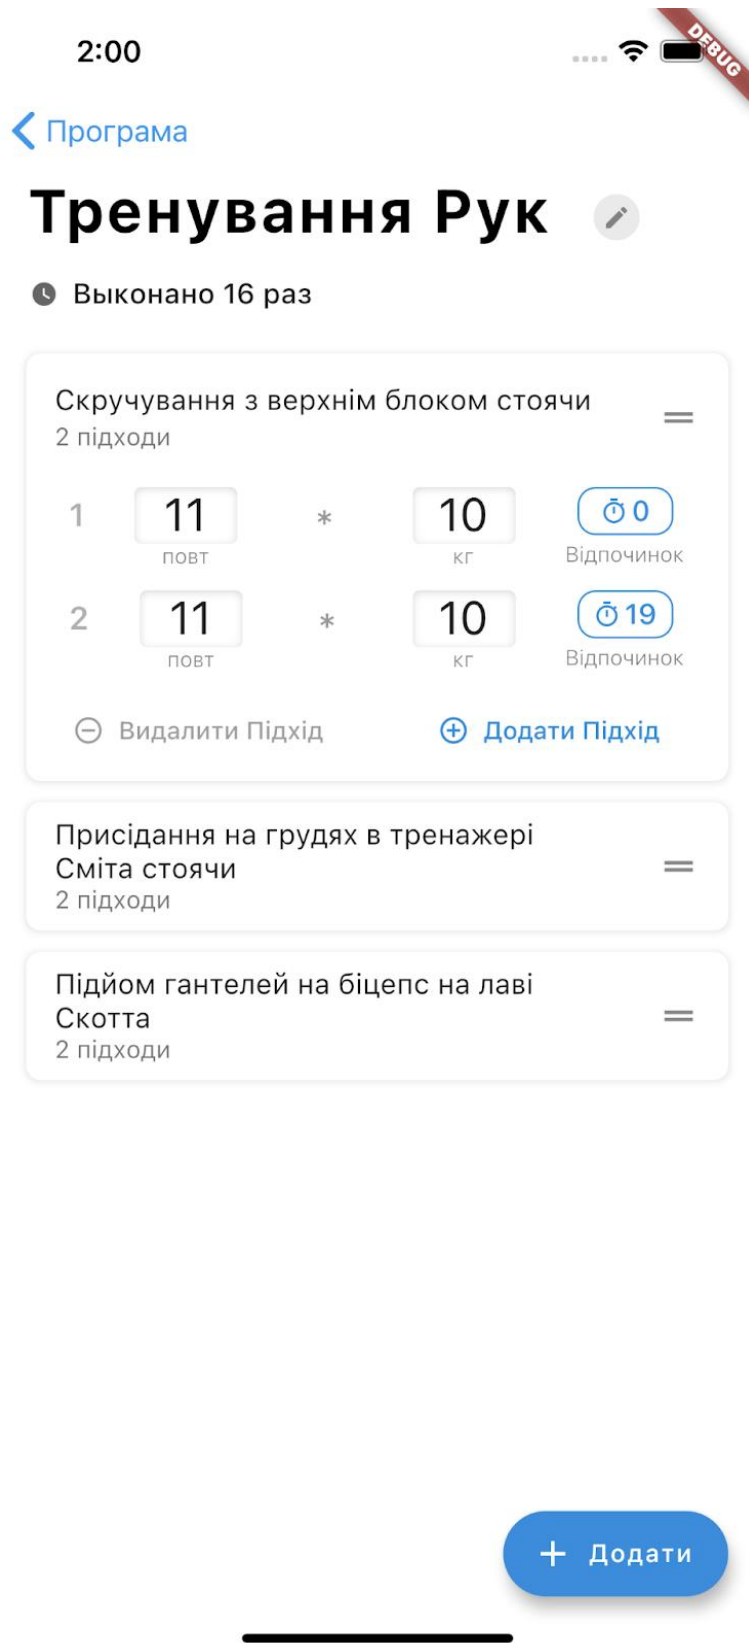 2:00
DEBUG
Програма
Тренування Рук
Выконано 16 раз
Скручування з верхнім блоком стоячи
2 підходи
1 11 * 10 0
повт кг Відпочинок
2 11 * 10 19
повт кг Відпочинок
Видалити Підхід Додати Підхід
Присідання на грудях в тренажері
Сміта стоячи
2 підходи
Підйом гантелей на біцепс на лаві
Скотта
2 підходи
+ Додати